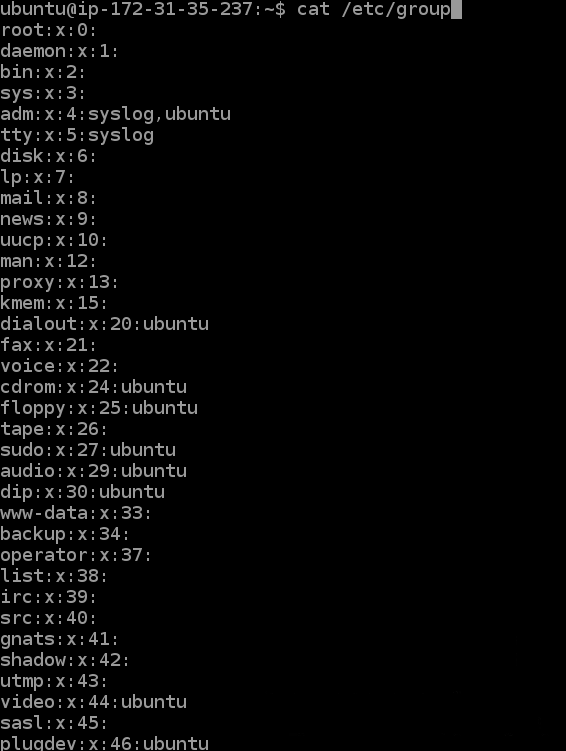 ubuntu@ip-172-31-35-237:~$ cat /etc/group
root:x:0:
daemon:x:1:
bin:x:2:
sys:x:3:
adm:x:4:syslog,ubuntu
tty:x:5:syslog
disk:x:6:
lp:x:7:
mail:x:8:
news:x:9:
uucp:x:10:
man:x:12:
proxy:x:13:
kmem:x:15:
dialout:x:20:ubuntu
fax:x:21:
voice:x:22:
cdrom:x:24:ubuntu
floppy:x:25:ubuntu
tape:x:26:
sudo:x:27:ubuntu
audio:x:29:ubuntu
dip:x:30:ubuntu
www-data:x:33:
backup:x:34:
operator:x:37:
list:x:38:
irc:x:39:
src:x:40:
gnats:x:41:
shadow:x:42:
utmp:x:43:
video:x:44:ubuntu
sasl:x:45:
plugdev:x:46:ubuntu